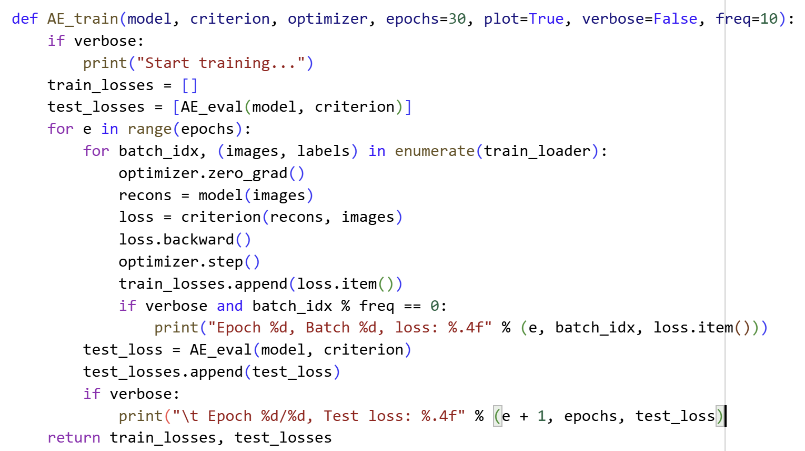 def AE_train(model, criterion, optimizer, epochs=30, plot=True, verbose=False, freq=10):
    if verbose:
        print("Start training...")
    train_losses = []
    test_losses = [AE_eval(model, criterion)]
    for e in range(epochs):
        for batch_idx, (images, labels) in enumerate(train_loader):
            optimizer.zero_grad()
            recons = model(images)
            loss = criterion(recons, images)
            loss.backward()
            optimizer.step()
            train_losses.append(loss.item())
            if verbose and batch_idx % freq == 0:
                print("Epoch %d, Batch %d, loss: %.4f" % (e, batch_idx, loss.item()))
        test_loss = AE_eval(model, criterion)
        test_losses.append(test_loss)
        if verbose:
            print("\t Epoch %d/%d, Test loss: %.4f" % (e + 1, epochs, test_loss)
    return train_losses, test_losses